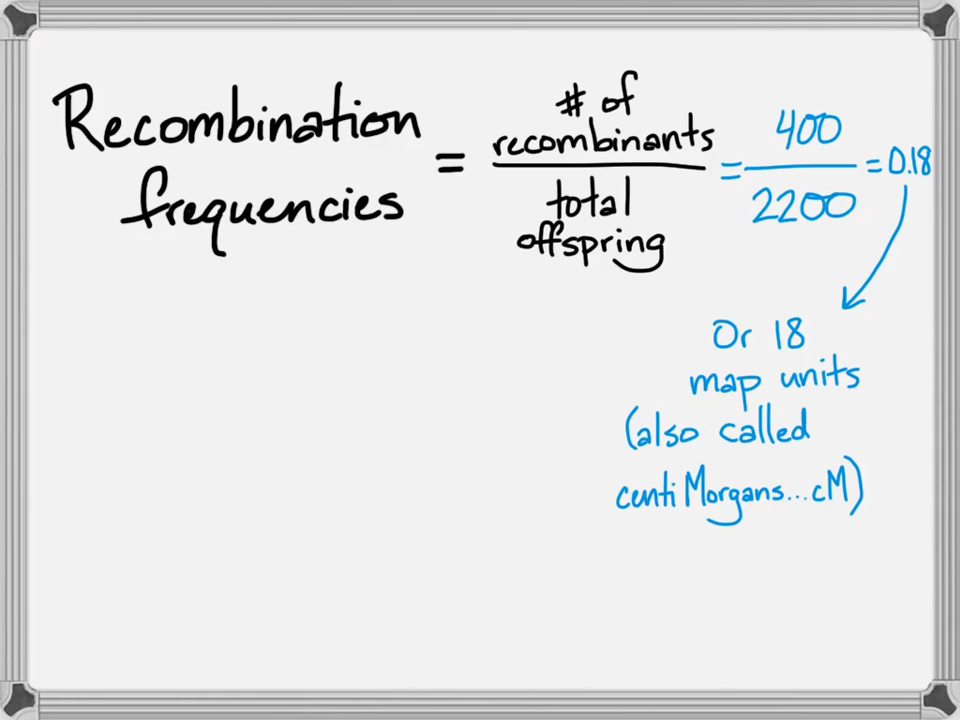 Recombination
frequencies
=
# of
recombinants
total
offspring
= 400
2200
= 0.18
Or 18
map units
(also called
centiMorgans...cM)